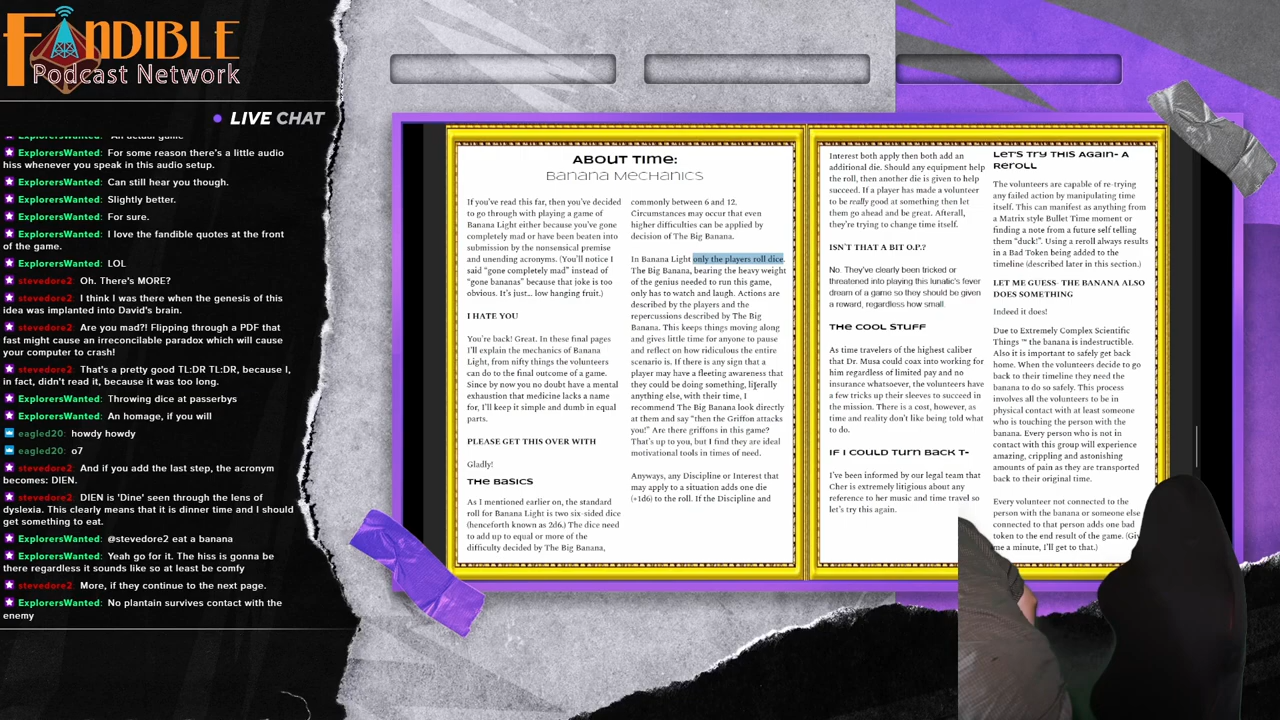 FANDIBLE
Podcast Network
LIVE CHAT
ExplorersWanted: An actual game
ExplorersWanted: For some reason there's a little audio
hiss whenever you speak in this audio setup.
ExplorersWanted: Can still hear you though.
ExplorersWanted: Slightly better.
ExplorersWanted: For sure.
ExplorersWanted: I love the fandible quotes at the front
of the game.
ExplorersWanted: LOL
stevedore2: Oh. There's MORE?
stevedore2: I think I was there when the genesis of this
idea was implanted into David's brain.
stevedore2: Are you mad?! Flipping through a PDF that
fast might cause an irreconcilable paradox which will cause
your computer to crash!
stevedore2: That's a pretty good TL:DR TL:DR, because I,
in fact, didn't read it, because it was too long.
ExplorersWanted: Throwing dice at passerbys
ExplorersWanted: An homage, if you will
eagled20: howdy howdy
eagled20: o7
stevedore2: And if you add the last step, the acronym
becomes: DIEN.
stevedore2: DIEN is 'Dine' seen through the lens of
dyslexia. This clearly means that it is dinner time and I should
get something to eat.
ExplorersWanted: @stevedore2 eat a banana
ExplorersWanted: Yeah go for it. The hiss is gonna be
there regardless it sounds like so at least be comfy
stevedore2: More, if they continue to the next page.
ExplorersWanted: No plantain survives contact with the
enemy
About Time:
Banana Mechanics
If you've read this far, then you've decided
to go through with playing a game of
Banana Light either because you've gone
completely mad or have been beaten into
submission by the nonsensical premise
and unending acronyms. (You'll notice I
said "gone completely mad" instead of
"gone bananas" because that joke is too
obvious. It's just... low hanging fruit.)
I HATE YOU
You're back! Great. In these final pages
I'll explain the mechanics of Banana
Light, from nifty things the volunteers
can do to the final outcome of a game.
Since by now you no doubt have a mental
exhaustion that medicine lacks a name
for, I'll keep it simple and dumb in equal
parts.
PLEASE GET THIS OVER WITH
Gladly!
The Basics
As I mentioned earlier on, the standard
roll for Banana Light is two six-sided dice
(henceforth known as 2d6.) The dice need
to add up to equal or more of the
difficulty decided by The Big Banana,
commonly between 6 and 12.
Circumstances may occur that even
higher difficulties can be applied by
decision of The Big Banana.
In Banana Light only the players roll dice.
The Big Banana, bearing the heavy weight
of the genius needed to run this game,
only has to watch and laugh. Actions are
described by the players and the
repercussions described by The Big
Banana. This keeps things moving along
and gives little time for anyone to pause
and reflect on how ridiculous the entire
scenario is. If there is any sign that a
player may have a fleeting awareness that
they could be doing something, literally
anything else, with their time, I
recommend The Big Banana look directly
at them and say "then the Griffon attacks
you!" Are there griffons in this game?
That's up to you, but I find they are ideal
motivational tools in times of need.
Anyways, any Discipline or Interest that
may apply to a situation adds one die
(+1d6) to the roll. If the Discipline and
Interest both apply then both add an
additional die. Should any equipment help
the roll, then another die is given to help
succeed. If a player has made a volunteer
to be really good at something then let
them go ahead and be great. Afterall,
they're trying to change time itself.
ISN'T THAT A BIT O.P.?
No. They've clearly been tricked or
threatened into playing this lunatic's fever
dream of a game so they should be given
a reward, regardless how small.
The Cool Stuff
As time travelers of the highest caliber
that Dr. Musa could coax into working for
him regardless of limited pay and no
insurance whatsoever, the volunteers have
a few tricks up their sleeves to succeed in
the mission. There is a cost, however, as
time and reality don't like being told what
to do.
If I Could Turn Back T-
I've been informed by our legal team that
Cher is extremely litigious about any
reference to her music and time travel so
let's try this again.
Let's Try This Again- A
Reroll
The volunteers are capable of re-trying
any failed action by manipulating time
itself. This can manifest as anything from
a Matrix style Bullet Time moment or
finding a note from a future self telling
them "duck!". Using a reroll always results
in a Bad Token being added to the
timeline (described later in this section.)
LET ME GUESS- THE BANANA ALSO
DOES SOMETHING
Indeed it does!
Due to Extremely Complex Scientific
Things ™ the banana is indestructible.
Also it is important to safely get back
home. When the volunteers decide to go
back to their timeline they need the
banana to do so safely. This process
involves all the volunteers to be in
physical contact with at least someone
who is touching the person with the
banana. Every person who is not in
contact with this group will experience
amazing, crippling and astonishing
amounts of pain as they are transported
back to their original time.
Every volunteer not connected to the
person with the banana or someone else
connected to that person adds one bad
token to the end result of the game. (Give
me a minute, I'll get to that.)